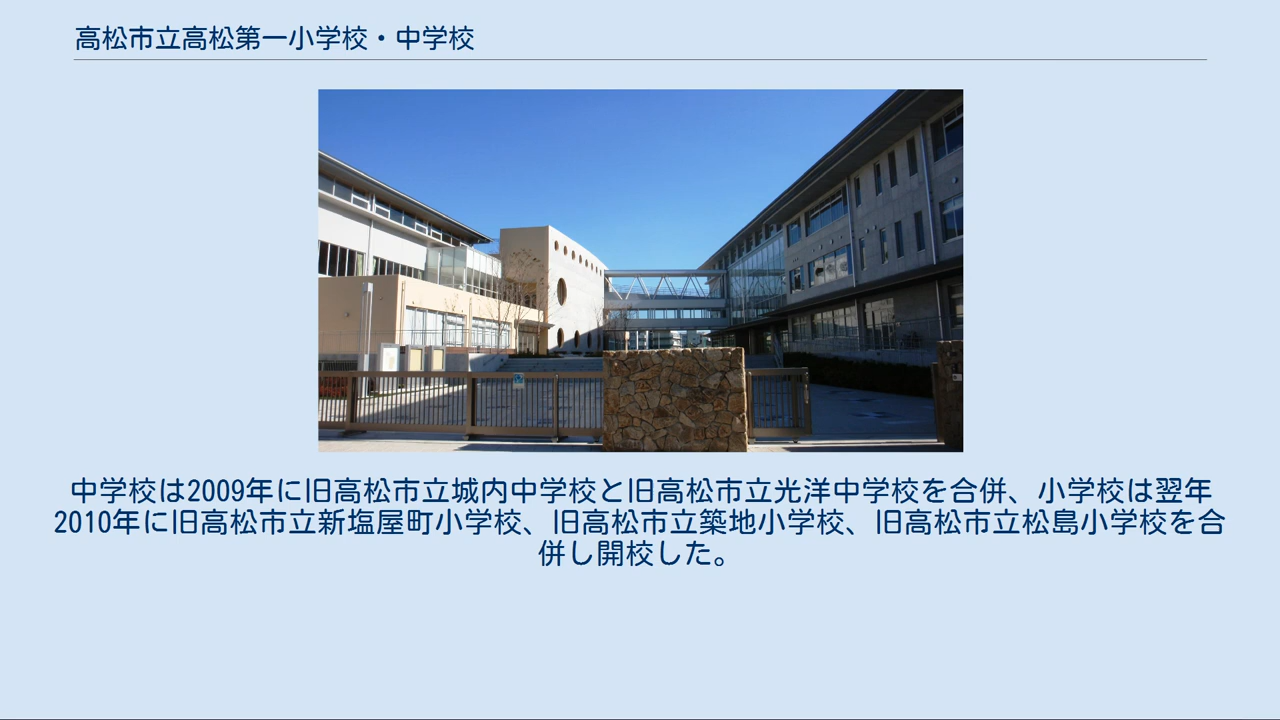 高松市立高松第一小学校・中学校
中学校は2009年に旧高松市立城内中学校と旧高松市立光洋中学校を合併、小学校は翌年
2010年に旧高松市立新塩屋町小学校、旧高松市立築地小学校、旧高松市立松島小学校を合
併し開校した。